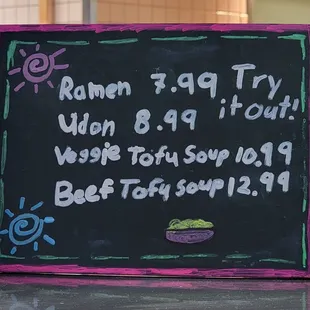 Ramen 7.99 Try
Udon 8.99 it out!
Veggie Tofu Soup 10.99
Beef Tofu Soup 12.99